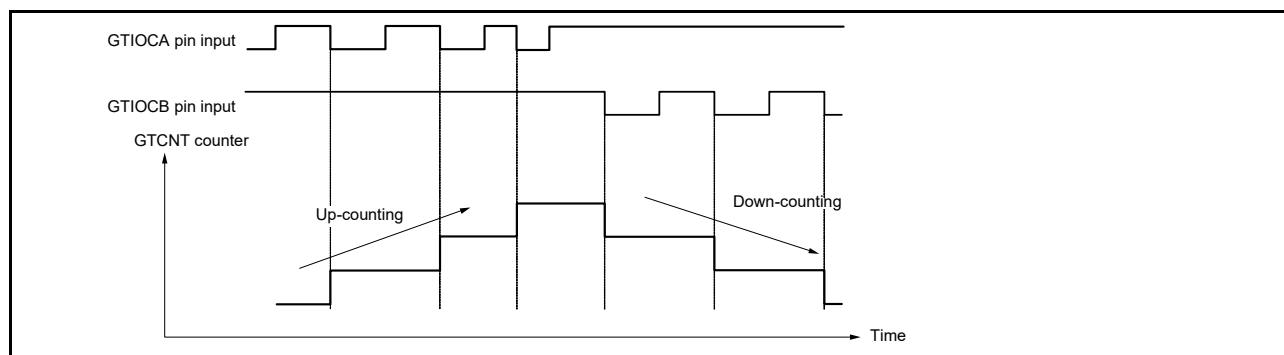 GTIOCA pin input
GTIOCB pin input
GTCNT counter
Up-counting
Down-counting
Time